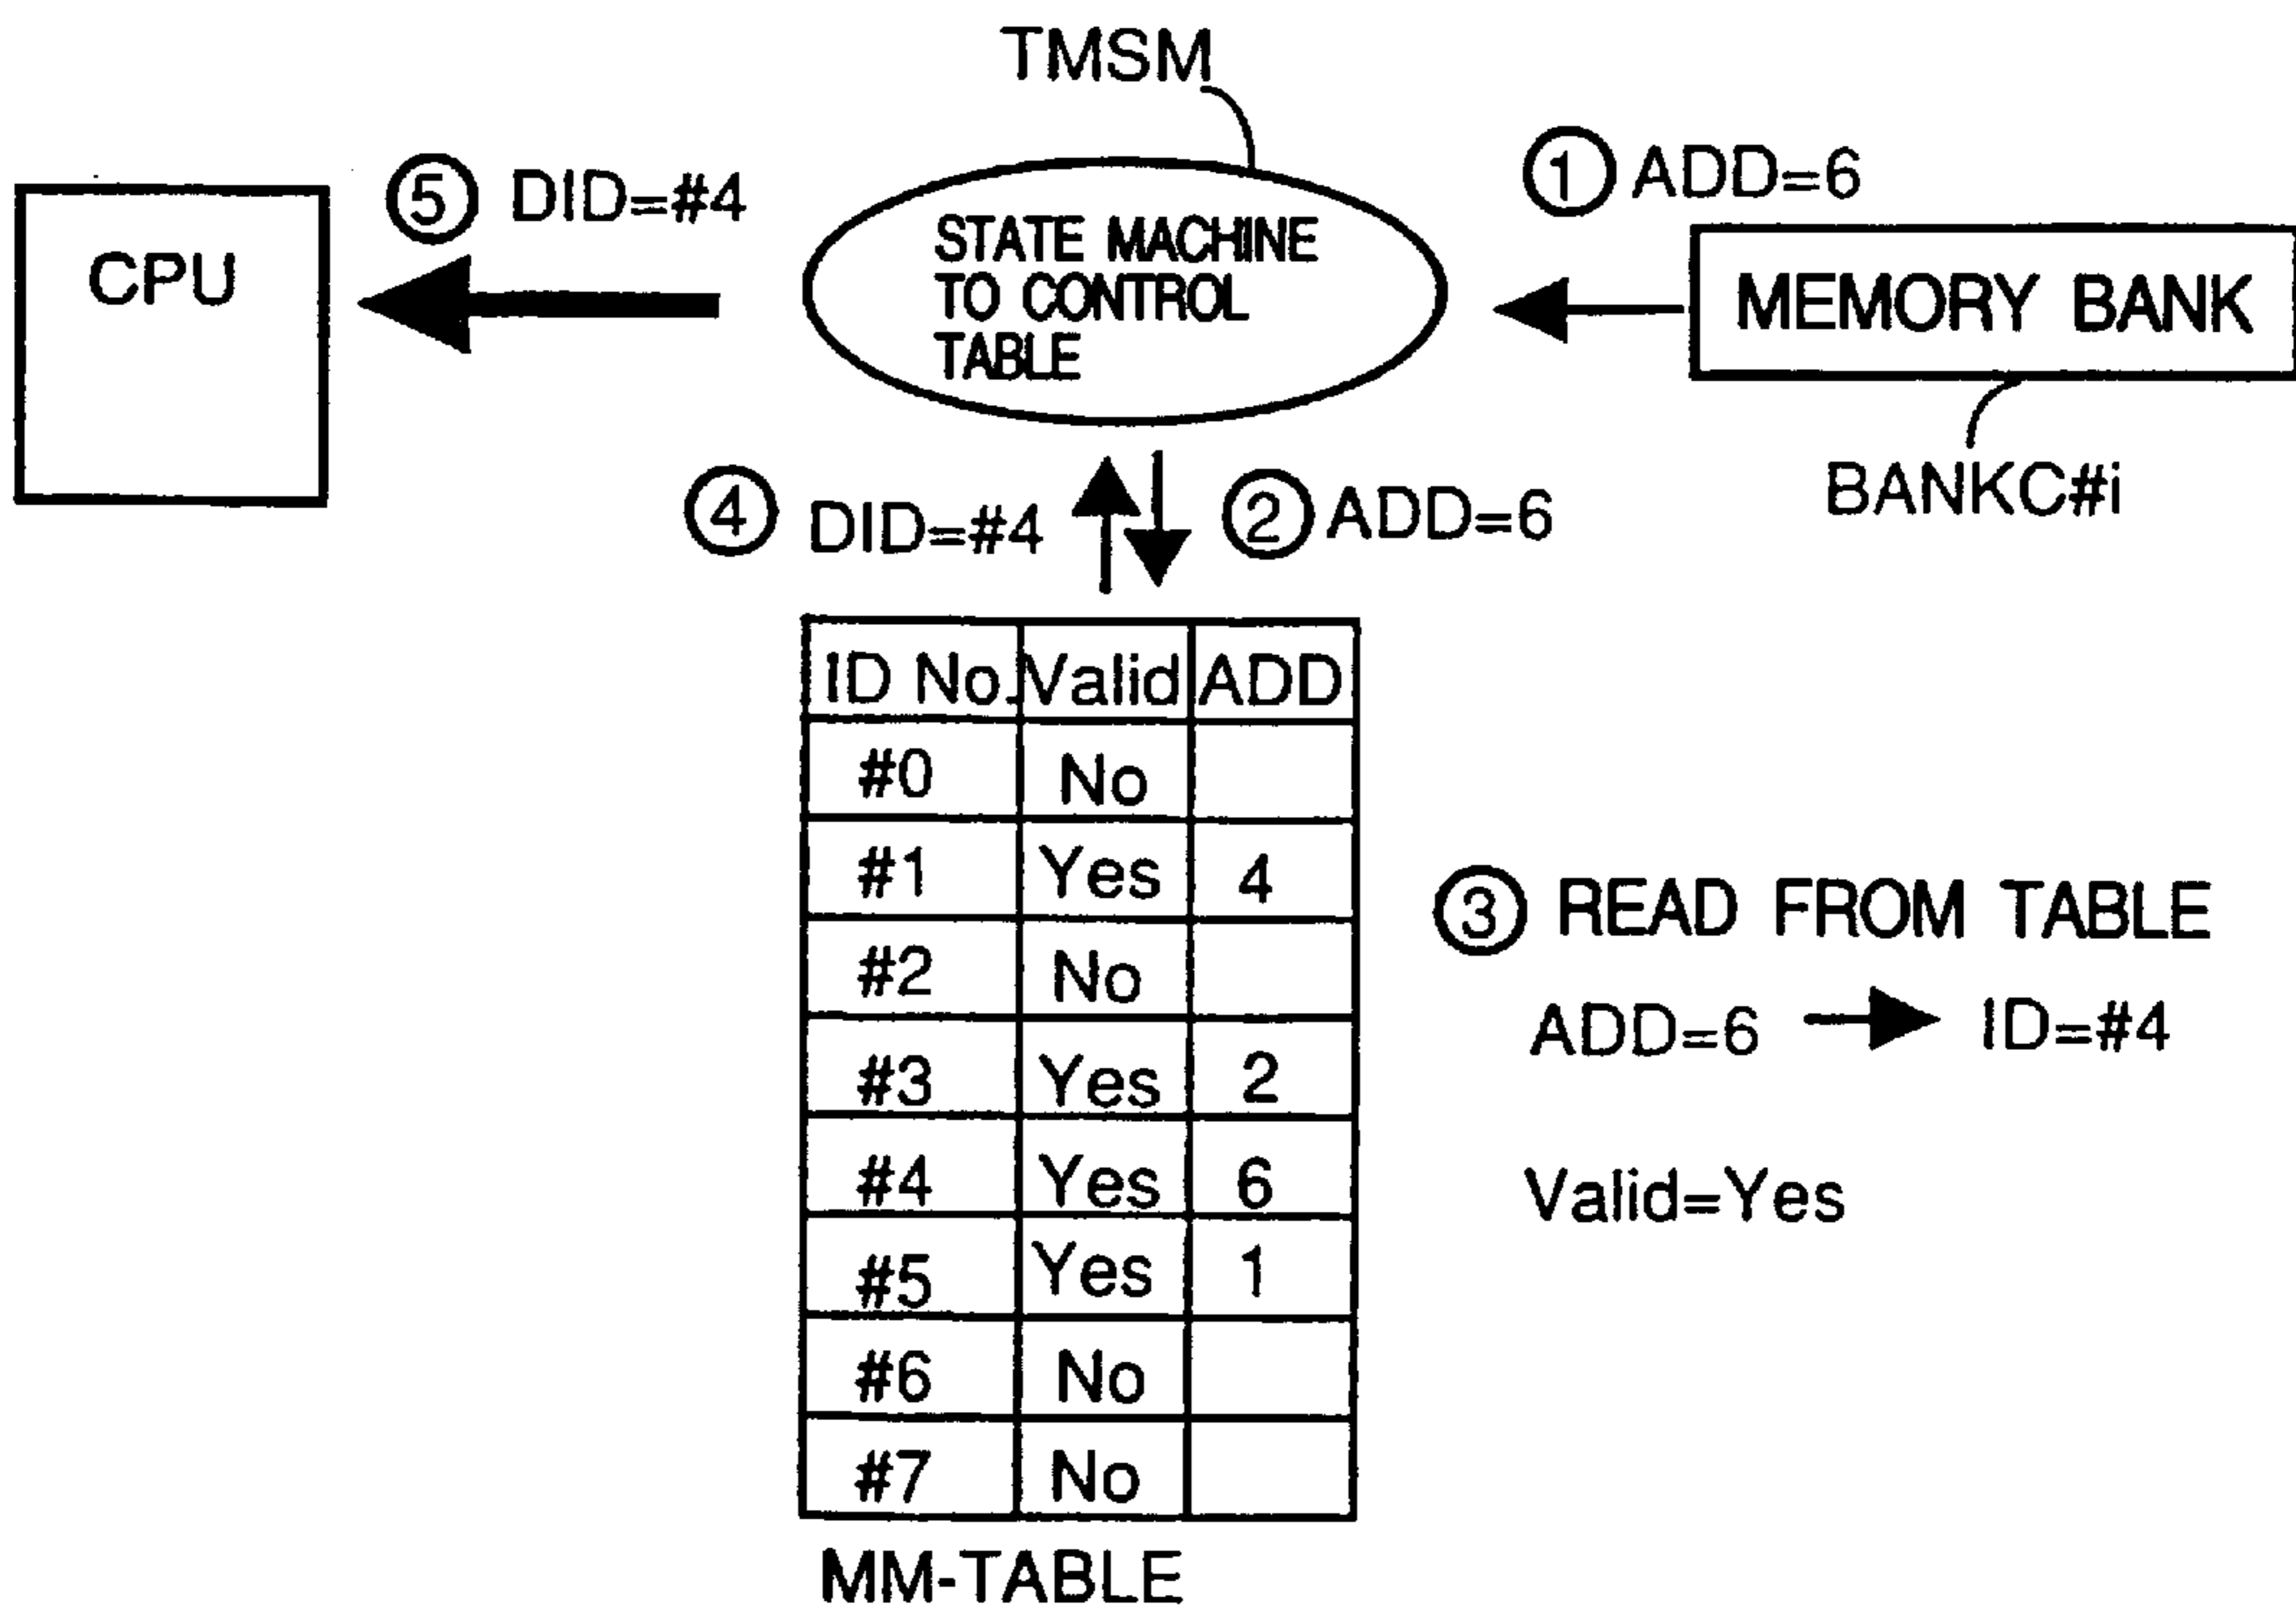 TMSM
① ADD=6
⑤ DID=#4
CPU
STATE MACHINE
TO CONTROL
TABLE
MEMORY BANK
BANKC#i
④ DID=#4
② ADD=6
ID No. Valid ADD
#0 No
#1 Yes 4
#2 No
#3 Yes 2
#4 Yes 6
#5 Yes 1
#6 No
#7 No
MM-TABLE
③ READ FROM TABLE
ADD=6 → ID=#4
Valid=Yes